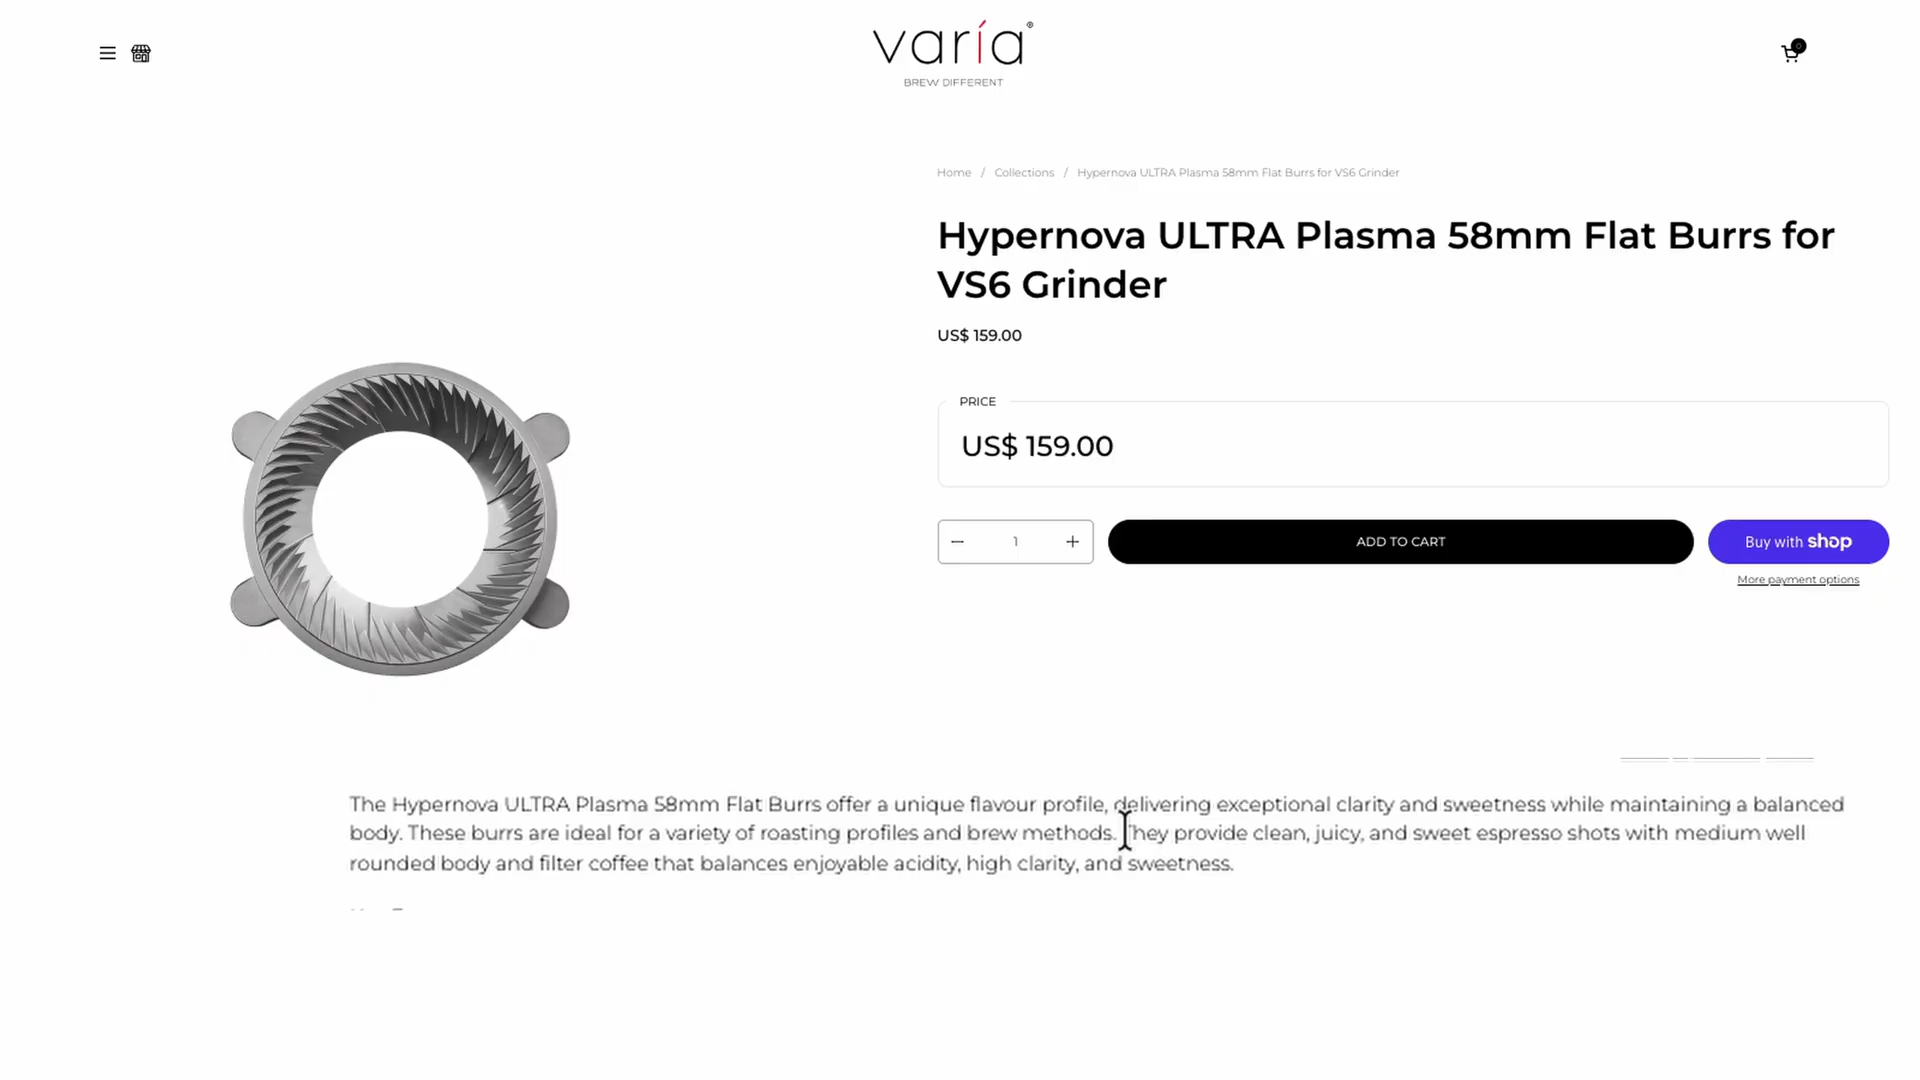 varía®
BREW DIFFERENT
0
Home / Collections / Hypernova ULTRA Plasma 58mm Flat Burrs for VS6 Grinder
Hypernova ULTRA Plasma 58mm Flat Burrs for
VS6 Grinder
US$ 159.00
PRICE
US$ 159.00
1
ADD TO CART
Buy with shop
More payment options
The Hypernova ULTRA Plasma 58mm Flat Burrs offer a unique flavour profile, delivering exceptional clarity and sweetness while maintaining a balanced
body. These burrs are ideal for a variety of roasting profiles and brew methods. They provide clean, juicy, and sweet espresso shots with medium well
rounded body and filter coffee that balances enjoyable acidity, high clarity, and sweetness.